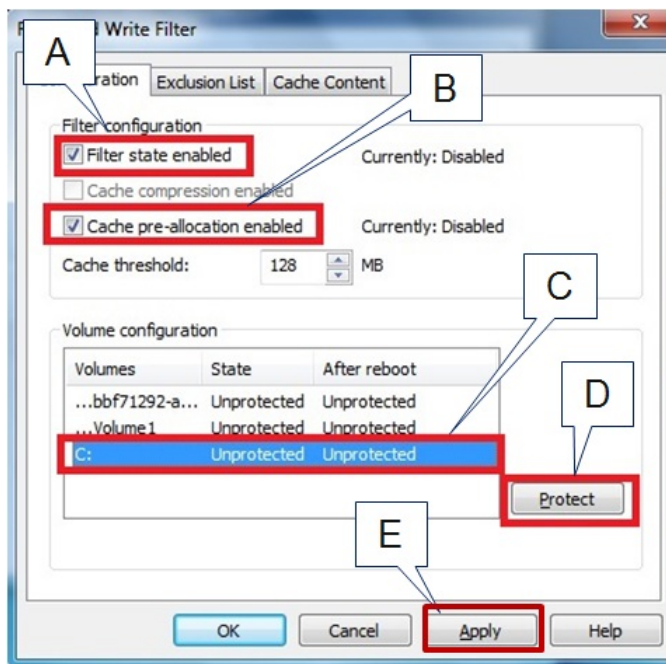 Write Filter
A
Exclusion List
Cache Content
B
Filter configuration
Filter state enabled
Currently: Disabled
Cache compression enabled
Cache pre-allocation enabled
Currently: Disabled
Cache threshold:
128
MB
C
Volume configuration
Volumes State After reboot
...bbf71292-a... Unprotected Unprotected
...Volume1 Unprotected Unprotected
C: Unprotected Unprotected
D
Protect
E
OK
Cancel
Apply
Help